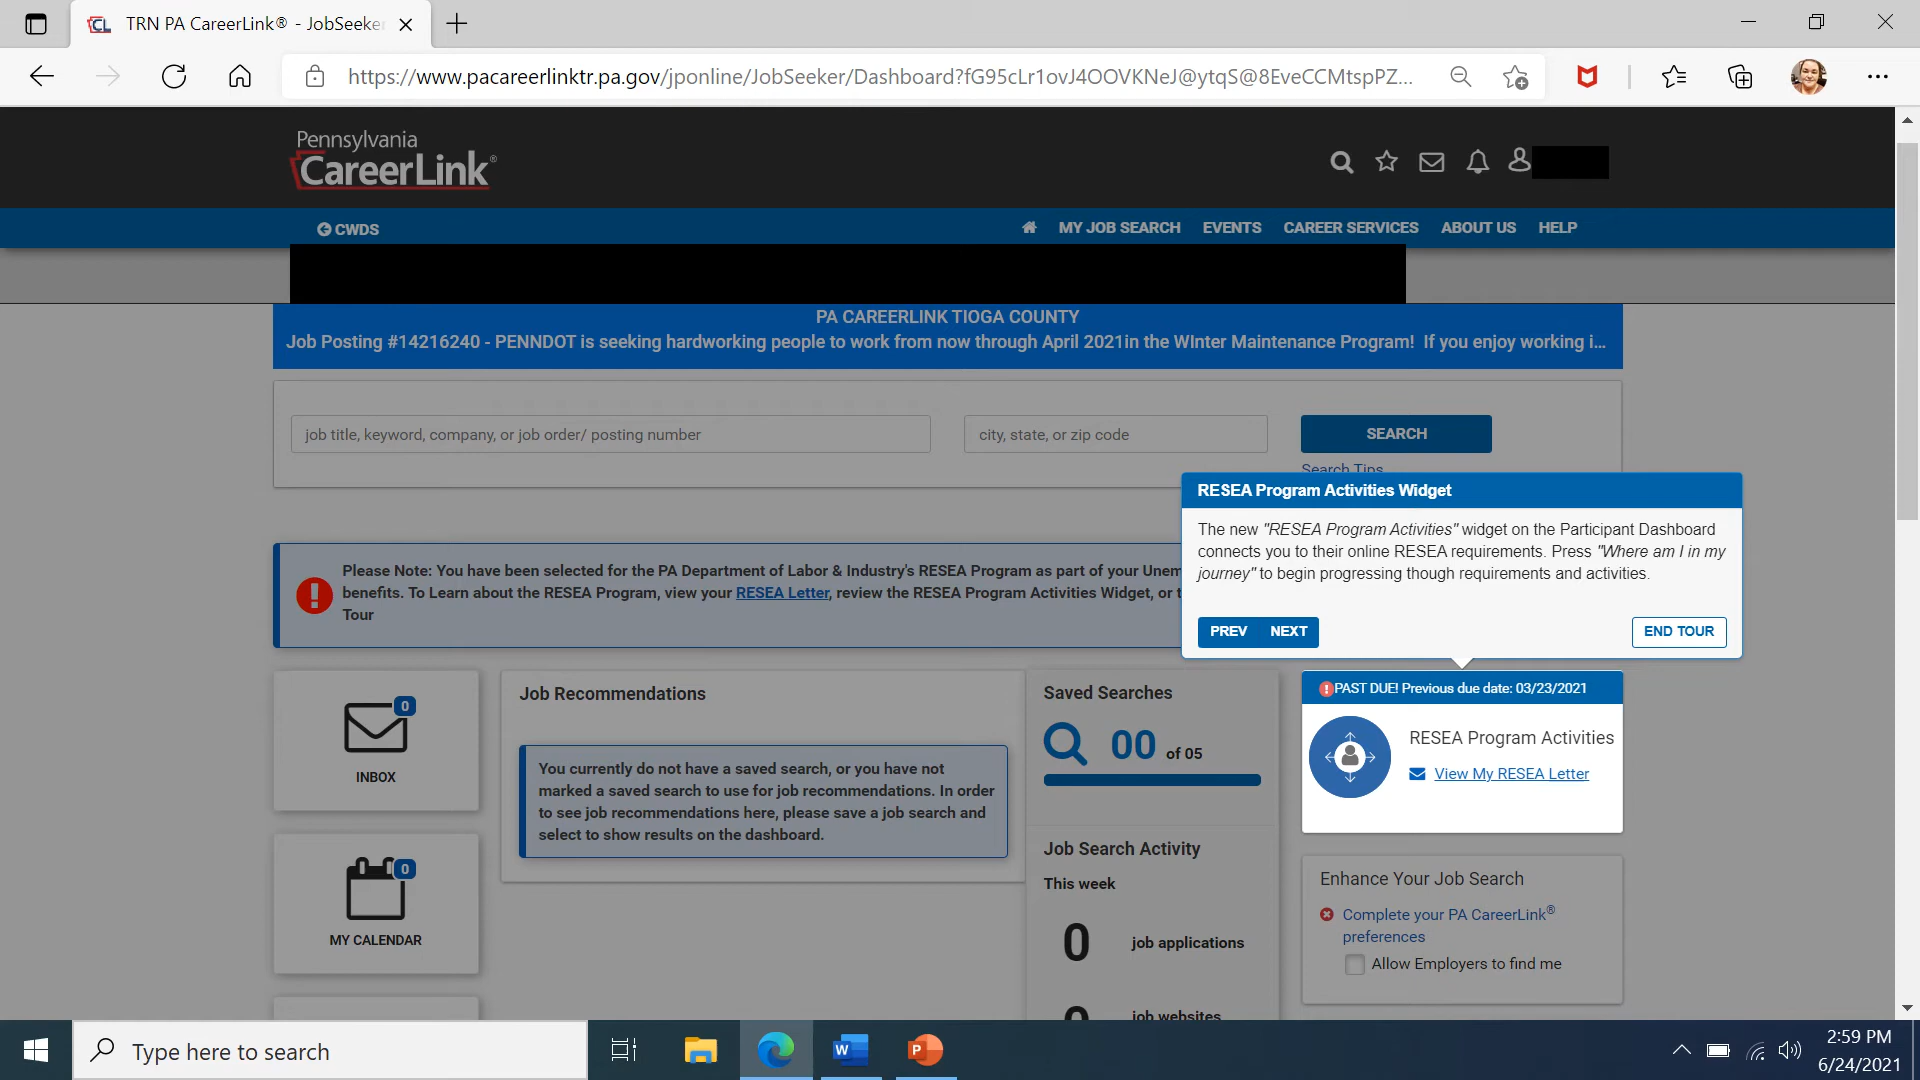 TRN PA CareerLink® - JobSeeker
https://www.pacareerlinktr.pa.gov/jponline/JobSeeker/Dashboard?fG95cLr1ovJ4OOVKNeJ@ytqS@8EveCCMtspPZ...
Pennsylvania
CareerLink®
CWDS
MY JOB SEARCH EVENTS CAREER SERVICES ABOUT US HELP
PA CAREERLINK TIOGA COUNTY
Job Posting #14216240 - PENNDOT is seeking hardworking people to work from now through April 2021in the WInter Maintenance Program! If you enjoy working i...
job title, keyword, company, or job order/ posting number
city, state, or zip code
SEARCH
Search Tips
RESEA Program Activities Widget
The new "RESEA Program Activities" widget on the Participant Dashboard
connects you to their online RESEA requirements. Press "Where am I in my
journey" to begin progressing though requirements and activities.
PREV NEXT
END TOUR
Please Note: You have been selected for the PA Department of Labor & Industry's RESEA Program as part of your Unem
benefits. To Learn about the RESEA Program, view your RESEA Letter, review the RESEA Program Activities Widget, or t
Tour
0
INBOX
0
MY CALENDAR
Job Recommendations
You currently do not have a saved search, or you have not
marked a saved search to use for job recommendations. In order
to see job recommendations here, please save a job search and
select to show results on the dashboard.
Saved Searches
00 of 05
Job Search Activity
This week
0 job applications
0 job websites
PAST DUE! Previous due date: 03/23/2021
RESEA Program Activities
View My RESEA Letter
Enhance Your Job Search
Complete your PA CareerLink®
preferences
Allow Employers to find me
Type here to search
2:59 PM
6/24/2021